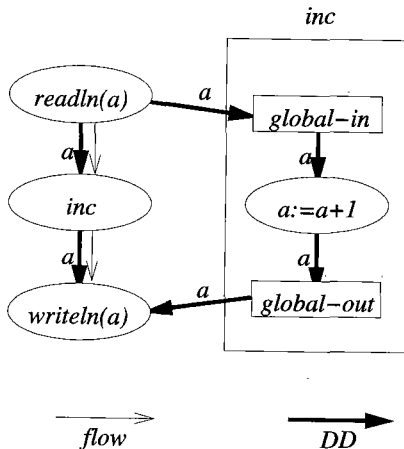 inc
readln(a)
a
global-in
a
a
inc
a:=a+1
a
a
writeln(a)
a
global-out
flow
DD